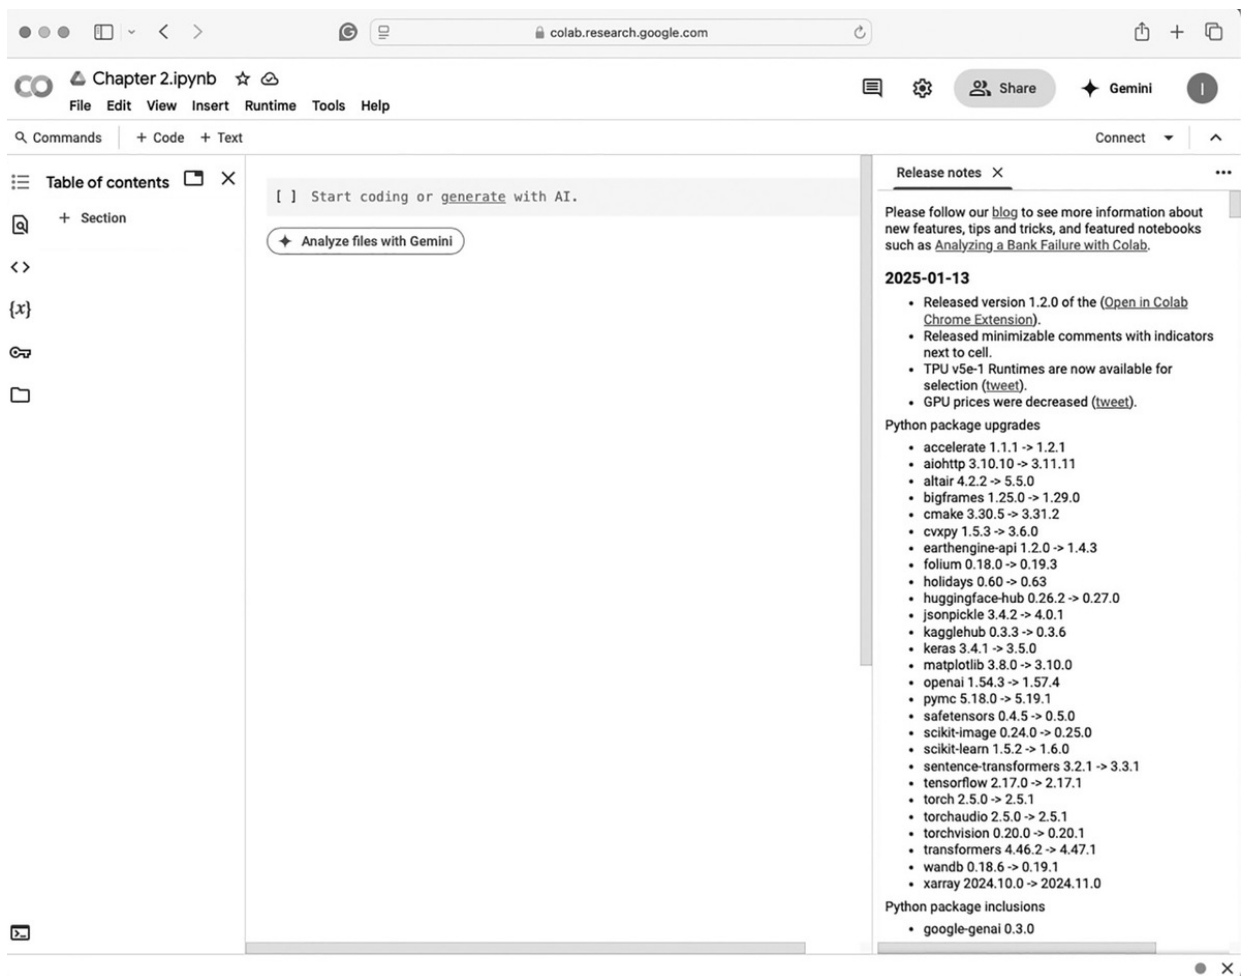 colab.research.google.com
CO
Chapter 2.ipynb
File Edit View Insert Runtime Tools Help
Share
Gemini
I
Commands
+ Code + Text
Connect
Table of contents
+ Section
<>
{x}
[ ] Start coding or generate with AI.
Analyze files with Gemini
Release notes
Please follow our blog to see more information about
new features, tips and tricks, and featured notebooks
such as Analyzing a Bank Failure with Colab.
2025-01-13
• Released version 1.2.0 of the (Open in Colab
Chrome Extension).
• Released minimizable comments with indicators
next to cell.
• TPU v5e-1 Runtimes are now available for
selection (tweet).
• GPU prices were decreased (tweet).
Python package upgrades
• accelerate 1.1.1 -> 1.2.1
• aiohttp 3.10.10 -> 3.11.11
• altair 4.2.2 -> 5.5.0
• bigframes 1.25.0 -> 1.29.0
• cmake 3.30.5 -> 3.31.2
• cvxpy 1.5.3 -> 3.6.0
• earthengine-api 1.2.0 -> 1.4.3
• folium 0.18.0 -> 0.19.3
• holidays 0.60 -> 0.63
• huggingface-hub 0.26.2 -> 0.27.0
• jsonpickle 3.4.2 -> 4.0.1
• kagglehub 0.3.3 -> 0.3.6
• keras 3.4.1 -> 3.5.0
• matplotlib 3.8.0 -> 3.10.0
• openai 1.54.3 -> 1.57.4
• pymc 5.18.0 -> 5.19.1
• safetensors 0.4.5 -> 0.5.0
• scikit-image 0.24.0 -> 0.25.0
• scikit-learn 1.5.2 -> 1.6.0
• sentence-transformers 3.2.1 -> 3.3.1
• tensorflow 2.17.0 -> 2.17.1
• torch 2.5.0 -> 2.5.1
• torchaudio 2.5.0 -> 2.5.1
• torchvision 0.20.0 -> 0.20.1
• transformers 4.46.2 -> 4.47.1
• wandb 0.18.6 -> 0.19.1
• xarray 2024.10.0 -> 2024.11.0
Python package inclusions
• google-genai 0.3.0